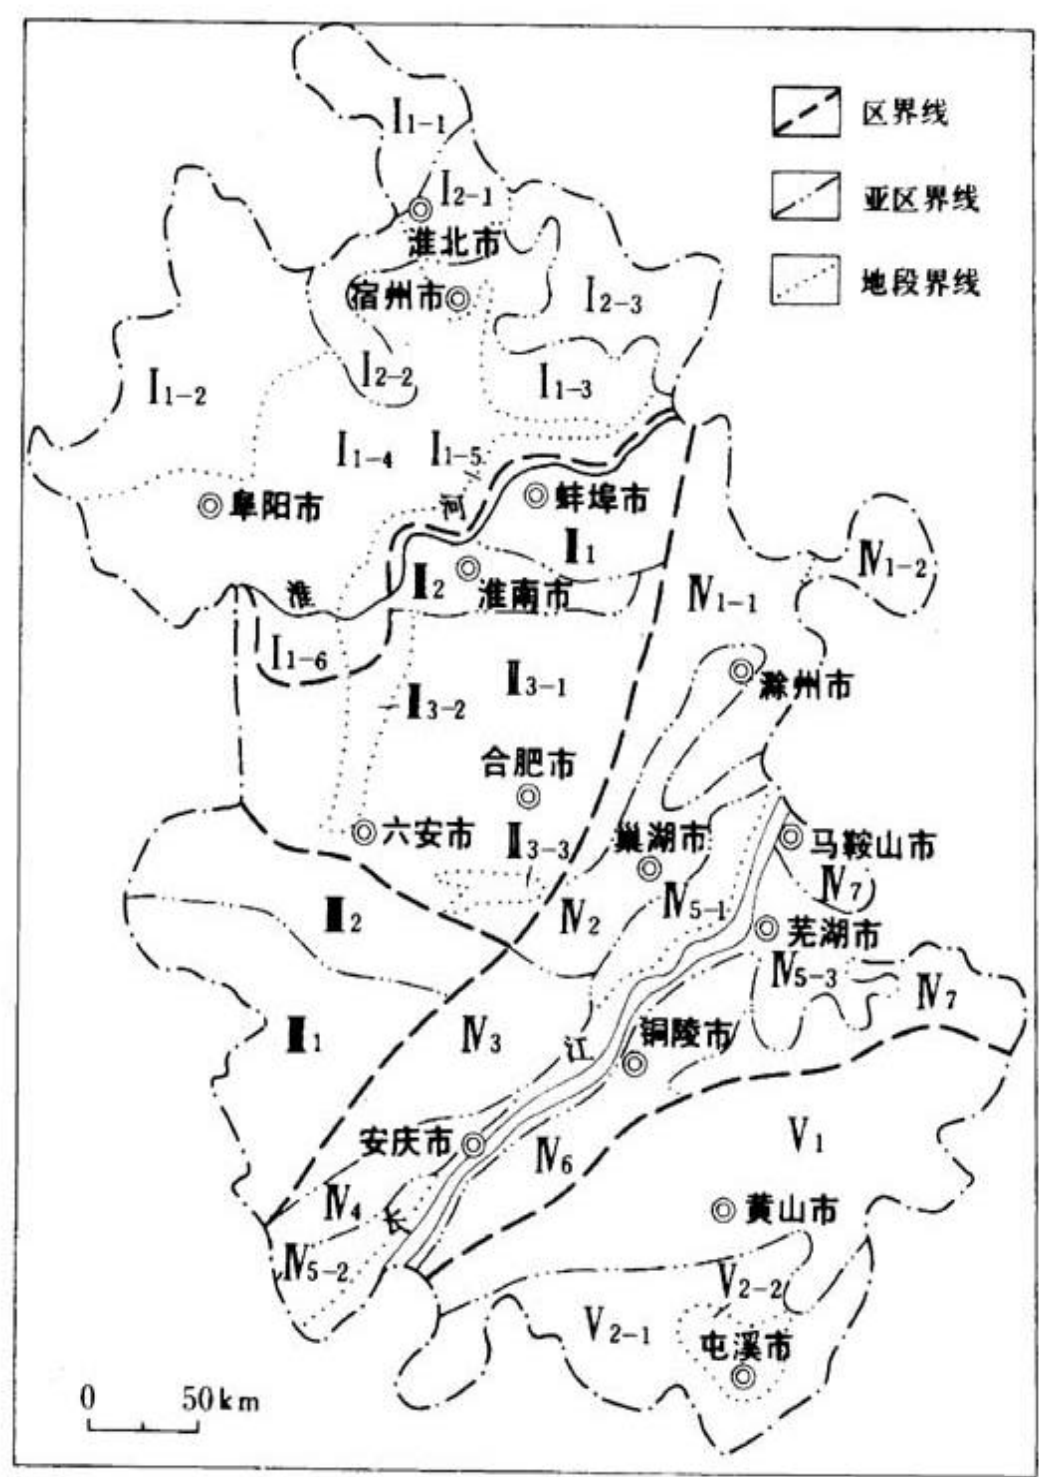 区界线
亚区界线
地段界线
Ⅰ1-1
Ⅰ2-1
淮北市
宿州市
Ⅰ2-3
Ⅰ1-2
Ⅰ2-2
Ⅰ1-3
Ⅰ1-4
Ⅰ1-5
河
蚌埠市
阜阳市
Ⅱ1
淮
Ⅱ2
淮南市
Ⅳ1-1
Ⅳ1-2
Ⅰ1-6
Ⅱ3-2
Ⅱ3-1
滁州市
合肥市
六安市
Ⅱ3-3
巢湖市
马鞍山市
Ⅳ7
Ⅲ2
Ⅳ2
Ⅳ5-1
芜湖市
Ⅳ5-3
Ⅳ7
Ⅲ1
Ⅳ3
江
铜陵市
安庆市
Ⅳ6
Ⅴ1
Ⅳ4
长
黄山市
Ⅳ5-2
Ⅴ2-2
Ⅴ2-1
屯溪市
0 50km